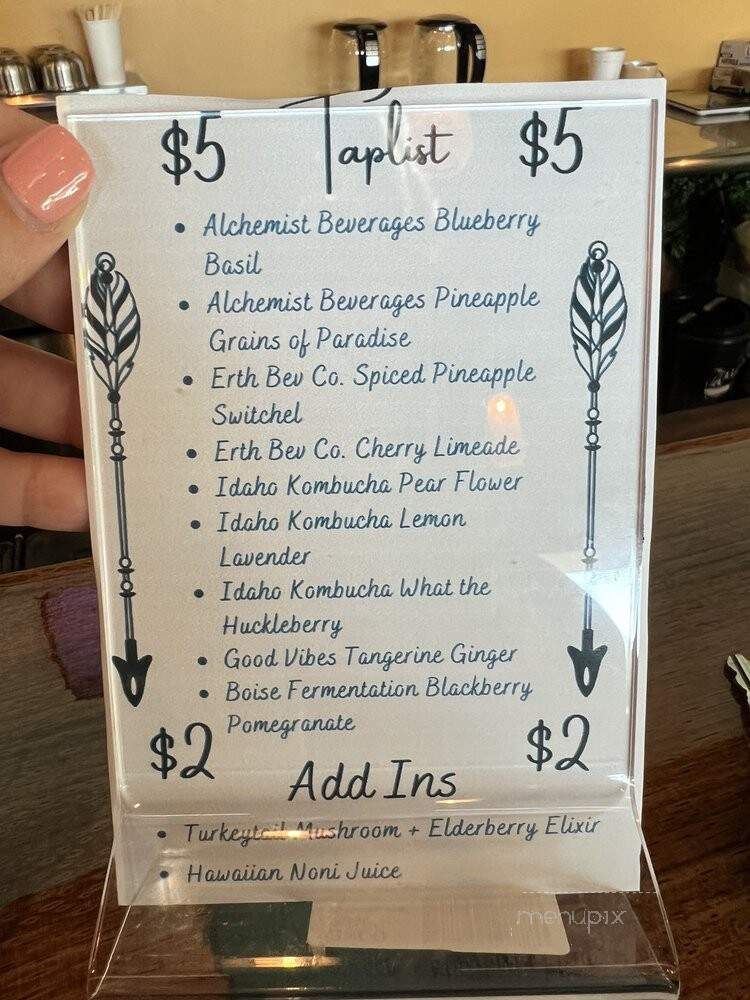 $5 Taplist $5
• Alchemist Beverages Blueberry
Basil
• Alchemist Beverages Pineapple
Grains of Paradise
• Erth Bev Co. Spiced Pineapple
Switchel
• Erth Bev Co. Cherry Limeade
• Idaho Kombucha Pear Flower
• Idaho Kombucha Lemon
Lavender
• Idaho Kombucha What the
Huckleberry
• Good Vibes Tangerine Ginger
• Boise Fermentation Blackberry
Pomegranate
$2 Add Ins $2
• Turkeytail Mushroom + Elderberry Elixir
• Hawaiian Noni Juice
menupix